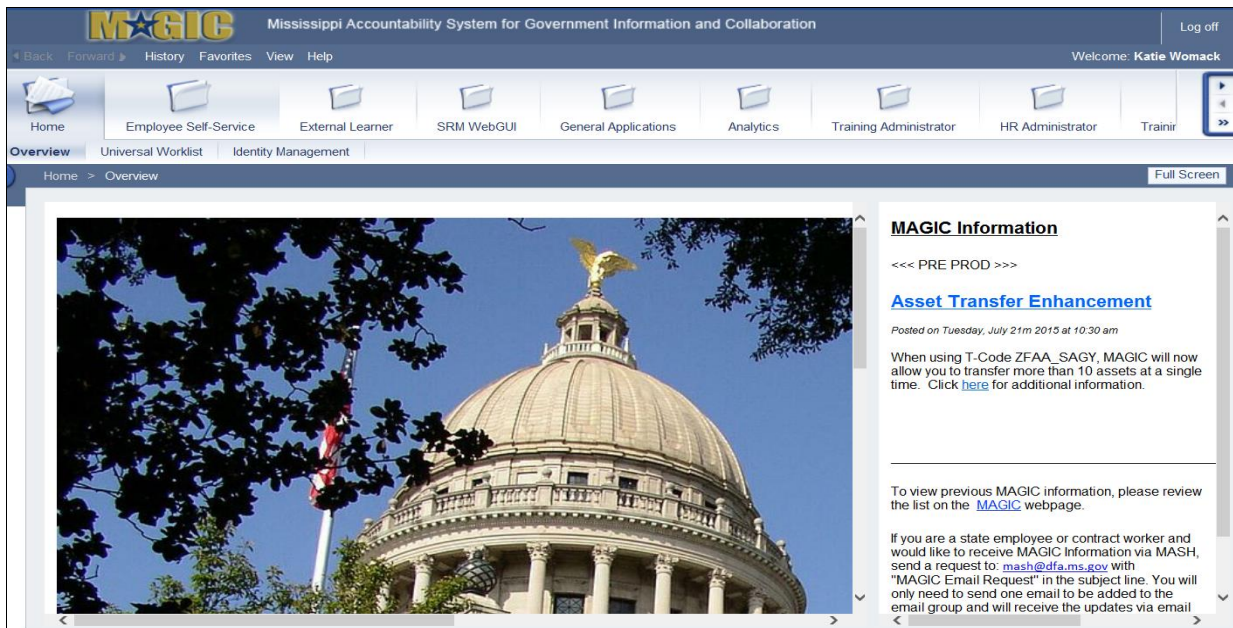 MAGIC Mississippi Accountability System for Government Information and Collaboration Log off
Back Forward History Favorites View Help Welcome: Katie Womack
Home Employee Self-Service External Learner SRM WebGUI General Applications Analytics Training Administrator HR Administrator Trainir
Overview Universal Worklist Identity Management
Home > Overview Full Screen
MAGIC Information
<<< PRE PROD >>>
Asset Transfer Enhancement
Posted on Tuesday, July 21m 2015 at 10:30 am
When using T-Code ZFAA_SAGY, MAGIC will now
allow you to transfer more than 10 assets at a single
time. Click here for additional information.
To view previous MAGIC information, please review
the list on the MAGIC webpage.
If you are a state employee or contract worker and
would like to receive MAGIC Information via MASH,
send a request to: mash@dfa.ms.gov with
"MAGIC Email Request" in the subject line. You will
only need to send one email to be added to the
email group and will receive the updates via email